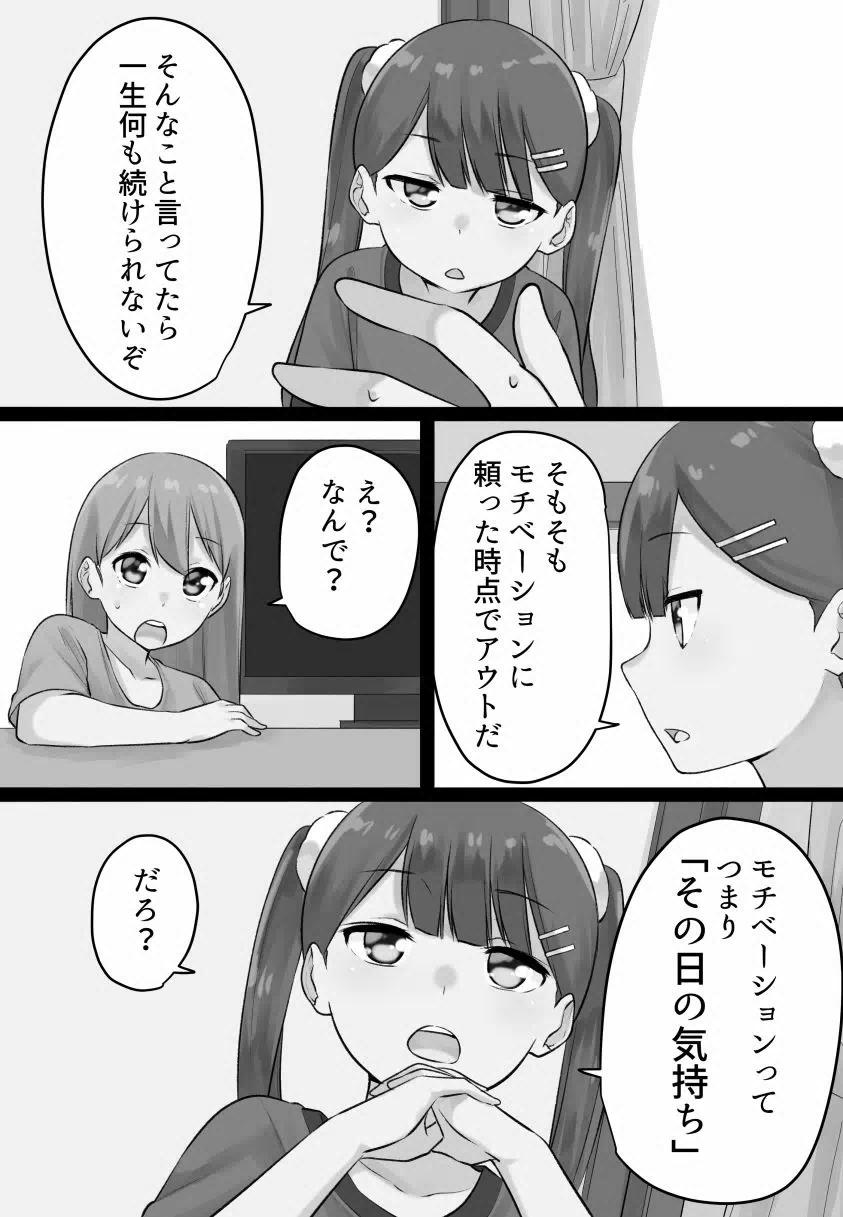 そんなこと言ってたら
一生何も続けられないぞ
そもそも
モチベーションに
頼った時点でアウトだ
え？
なんで？
モチベーションって
つまり
「その日の気持ち」
だろ？